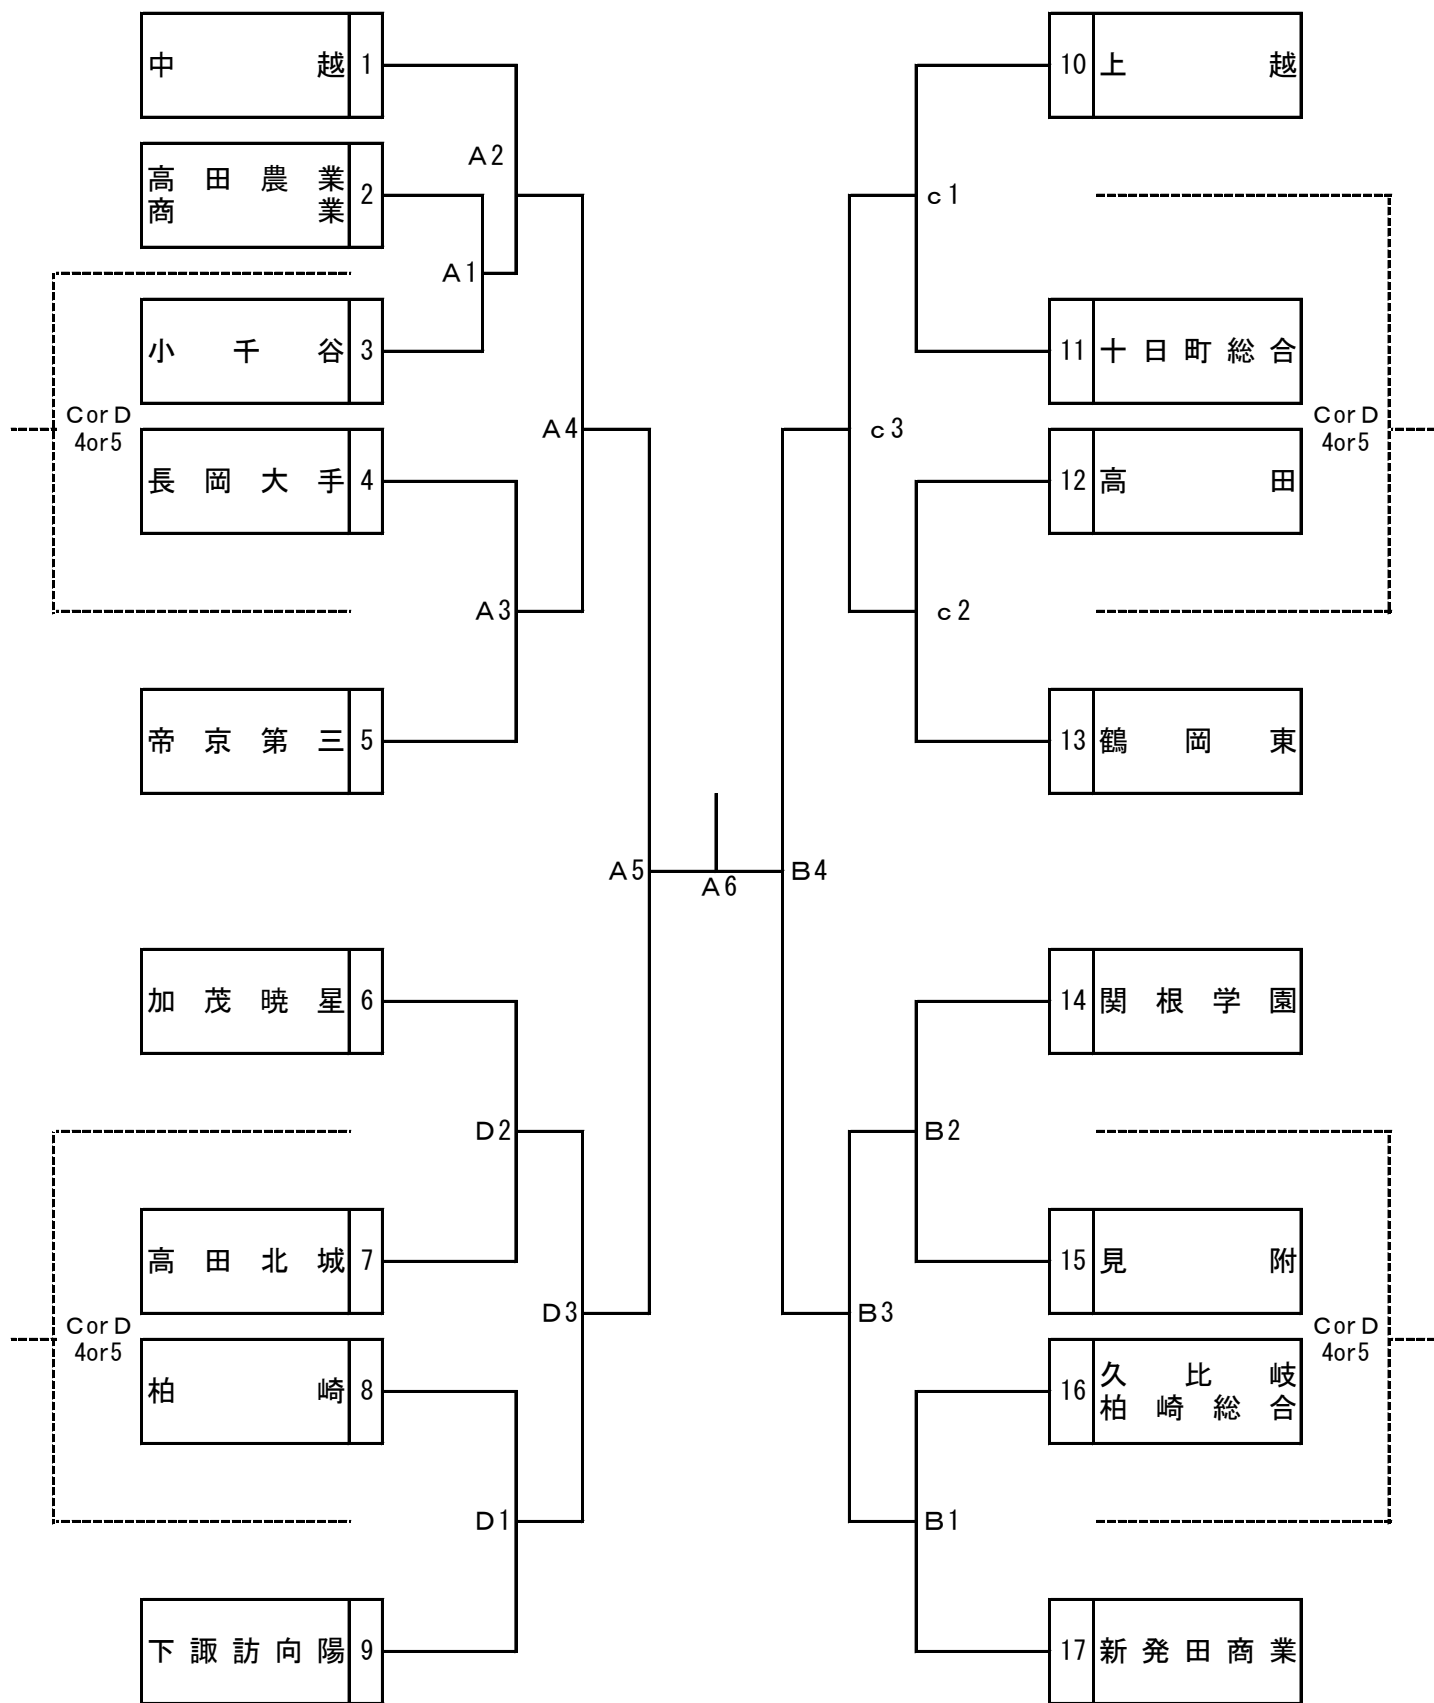 中越 1
高田農業
商業 2
小千谷 3
長岡大手 4
帝京第三 5
加茂暁星 6
高田北城 7
柏崎 8
下諏訪向陽 9
A2
A1
CorD
4or5
A4
A3
A5
A6
B4
D2
D3
CorD
4or5
D1
10 上越
c1
11 十日町総合
c3
CorD
4or5
12 高田
c2
13 鶴岡東
14 関根学園
B2
15 見附
B3
CorD
4or5
16 久比岐
柏崎総合
B1
17 新発田商業